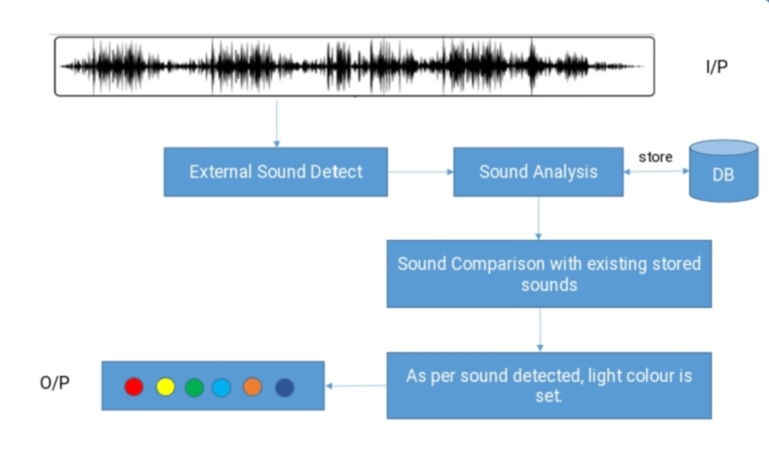 I/P
External Sound Detect
Sound Analysis
store
DB
Sound Comparison with existing stored
sounds
O/P
As per sound detected, light colour is
set.